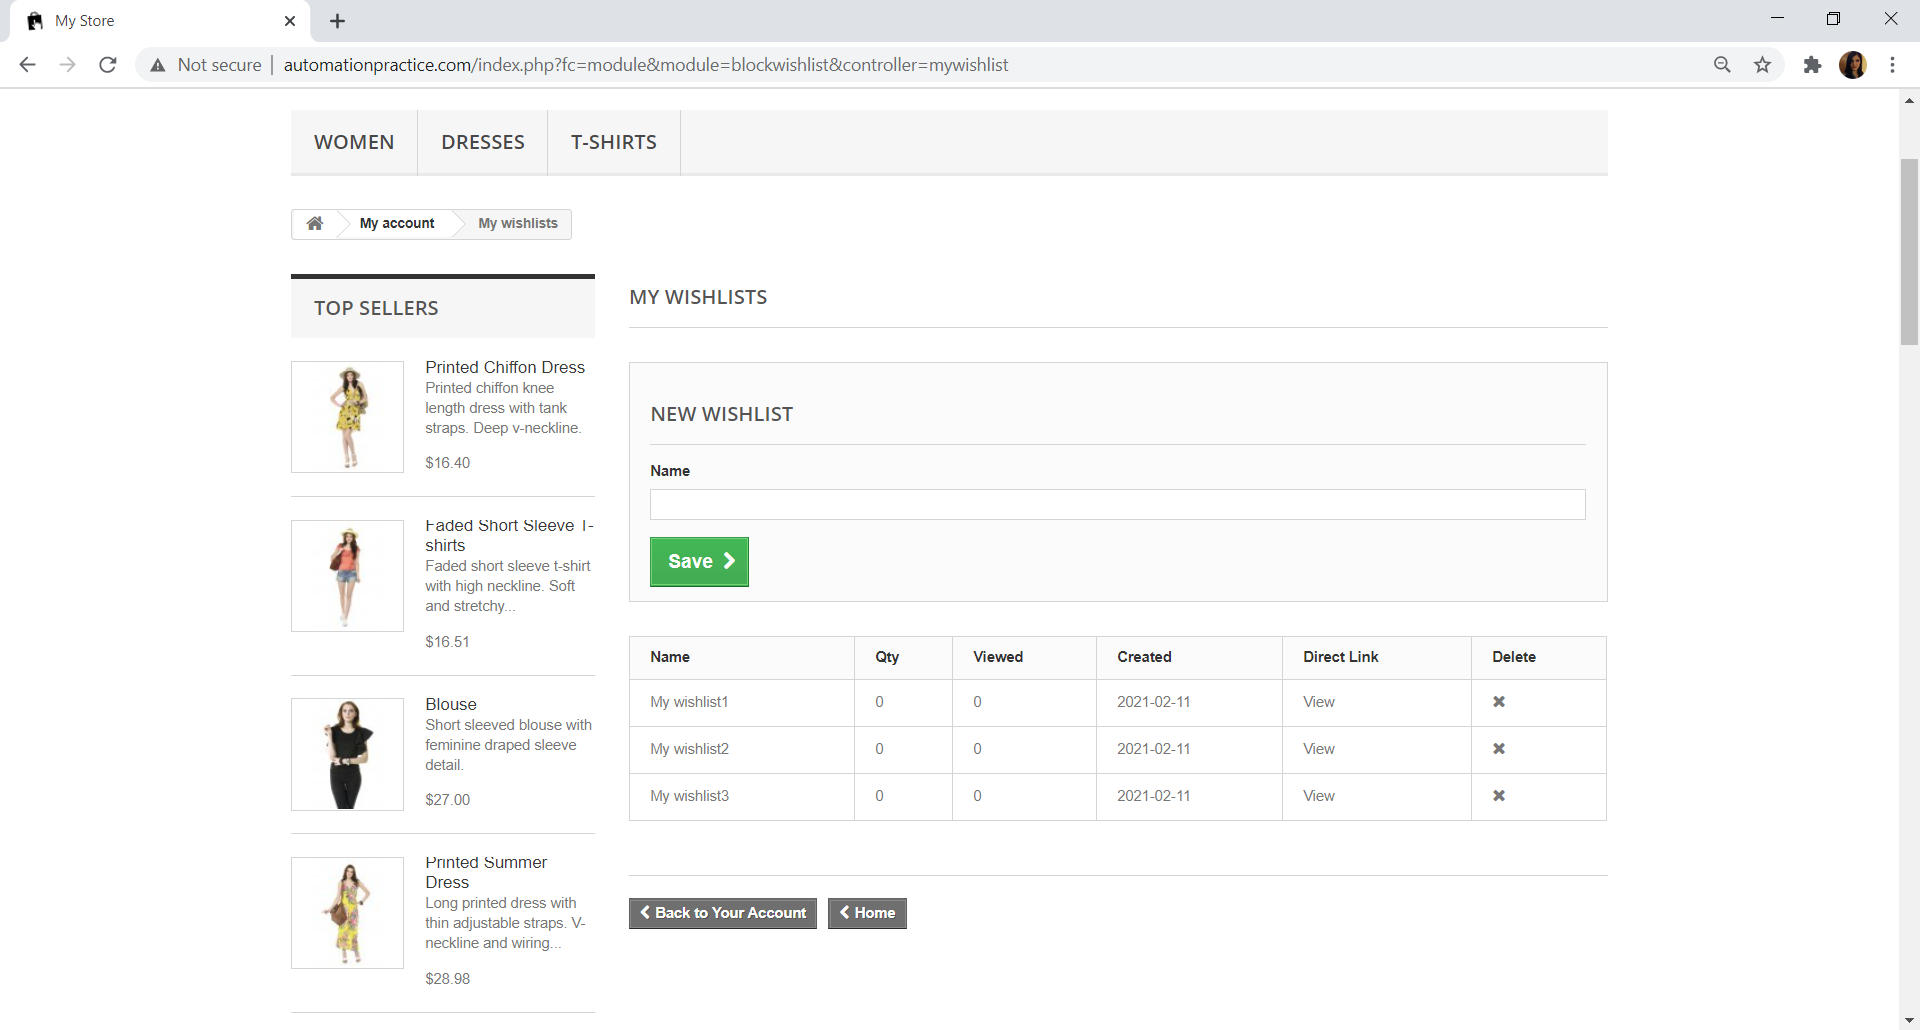 My Store
Not secure
automationpractice.com/index.php?fc=module&module=blockwishlist&controller=mywishlist
WOMEN
DRESSES
T-SHIRTS
My account
My wishlists
TOP SELLERS
Printed Chiffon Dress
Printed chiffon knee
length dress with tank
straps. Deep v-neckline.
$16.40
Faded Short Sleeve T-
shirts
Faded short sleeve t-shirt
with high neckline. Soft
and stretchy...
$16.51
Blouse
Short sleeved blouse with
feminine draped sleeve
detail.
$27.00
Printed Summer
Dress
Long printed dress with
thin adjustable straps. V-
neckline and wiring...
$28.98
MY WISHLISTS
NEW WISHLIST
Name
Save
Name Qty Viewed Created Direct Link Delete
My wishlist1 0 0 2021-02-11 View
My wishlist2 0 0 2021-02-11 View
My wishlist3 0 0 2021-02-11 View
Back to Your Account
Home